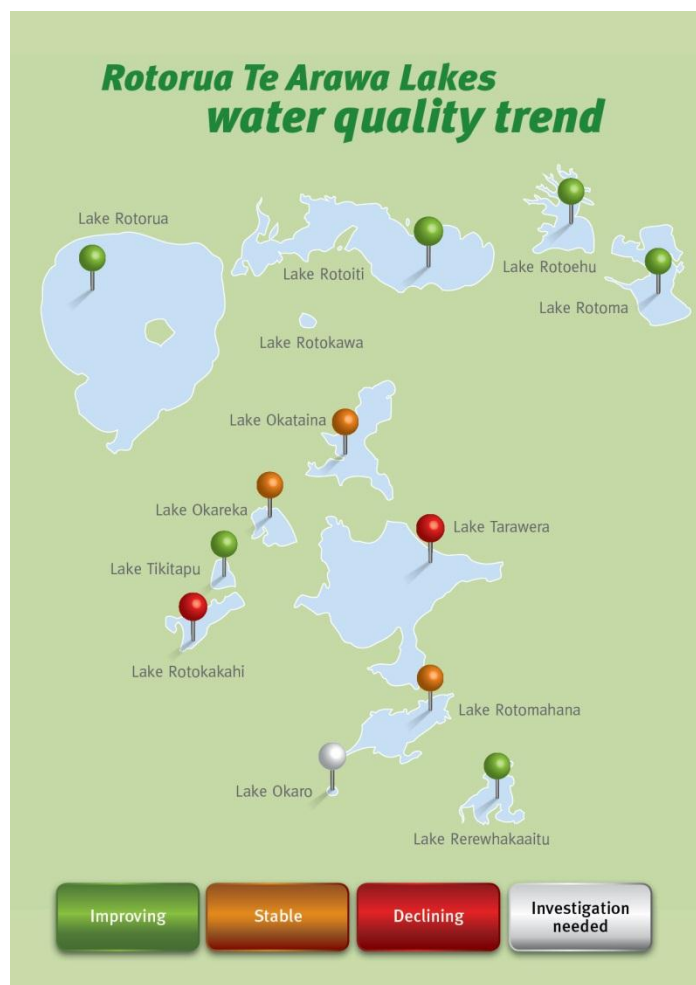 Rotorua Te Arawa Lakes
water quality trend
Lake Rotorua
Lake Rotoiti
Lake Rotoehu
Lake Rotoma
Lake Rotokawa
Lake Okataina
Lake Okareka
Lake Tarawera
Lake Tikitapu
Lake Rotokakahi
Lake Rotomahana
Lake Okaro
Lake Rerewhakaaitu
Improving
Stable
Declining
Investigation
needed